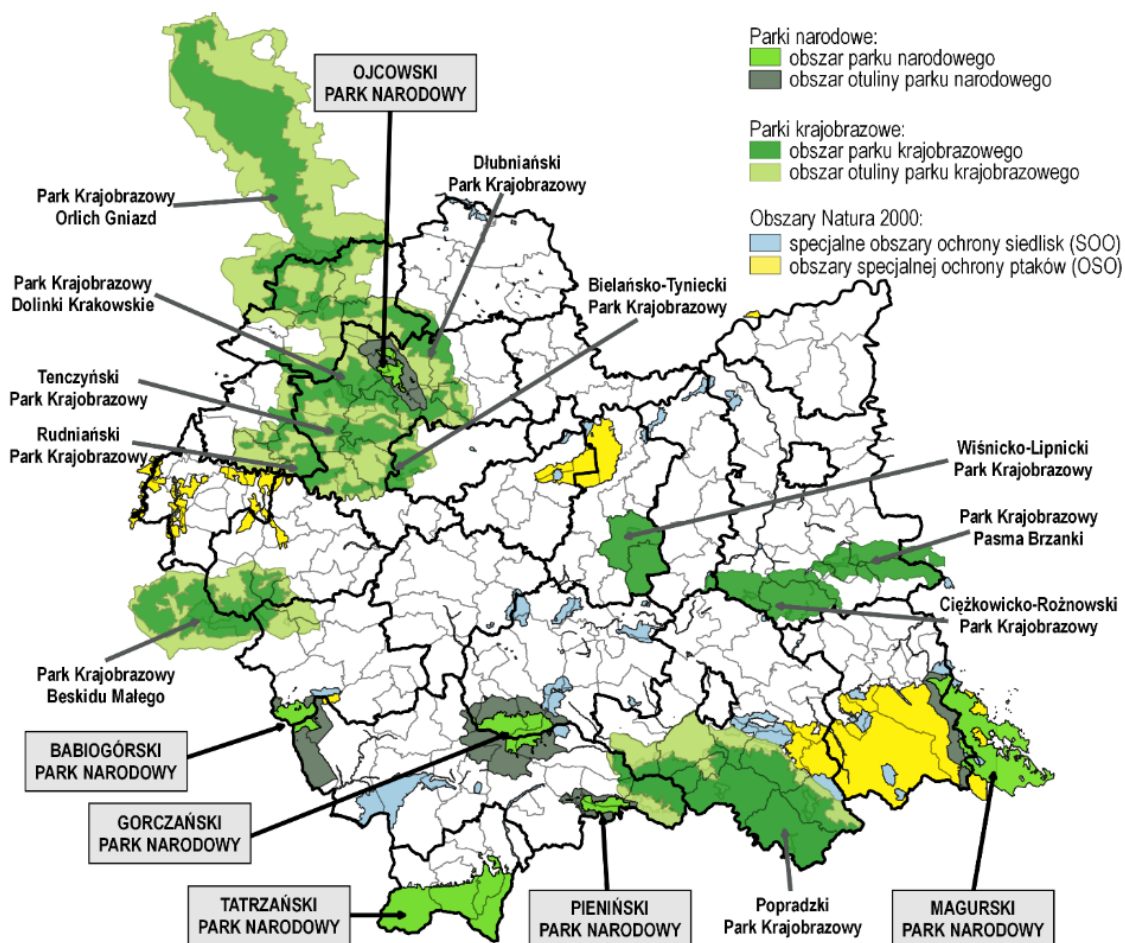 Parki narodowe:
obszar parku narodowego
obszar otuliny parku narodowego
Parki krajobrazowe:
obszar parku krajobrazowego
obszar otuliny parku krajobrazowego
Obszary Natura 2000:
specjalne obszary ochrony siedlisk (SOO)
obszary specjalnej ochrony ptaków (OSO)
OJCOWSKI
PARK NARODOWY
Dłubniański
Park Krajobrazowy
Park Krajobrazowy
Orlich Gniazd
Park Krajobrazowy
Dolinki Krakowskie
Bielańsko-Tyniecki
Park Krajobrazowy
Tenczyński
Park Krajobrazowy
Rudniański
Park Krajobrazowy
Wiśnicko-Lipnicki
Park Krajobrazowy
Park Krajobrazowy
Pasma Brzanki
Ciężkowicko-Rożnowski
Park Krajobrazowy
Park Krajobrazowy
Beskidu Małego
BABIOGÓRSKI
PARK NARODOWY
GORCZAŃSKI
PARK NARODOWY
TATRZAŃSKI
PARK NARODOWY
PIENIŃSKI
PARK NARODOWY
Popradzki
Park Krajobrazowy
MAGURSKI
PARK NARODOWY